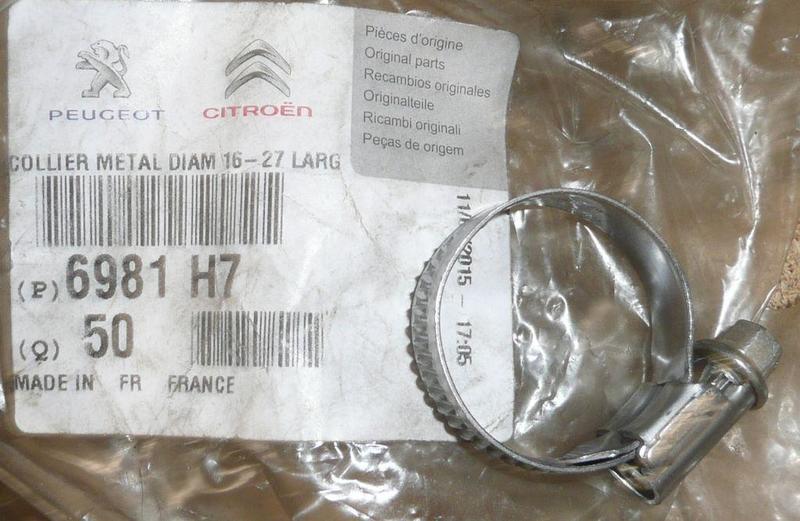 PEUGEOT
CITROËN
Pièces d'origine
Original parts
Recambios originales
Originalteile
Ricambi originali
Peças de origem
COLLIER METAL DIAM 16-27 LARG
(P) 6981 H7
(Q) 50
MADE IN FR FRANCE
2015 - 17:05